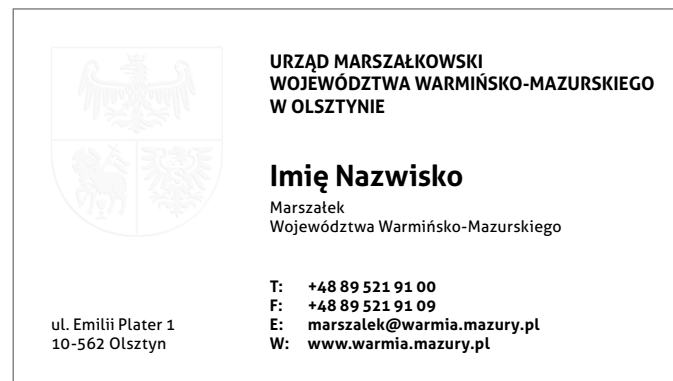 URZĄD MARSZAŁKOWSKI
WOJEWÓDZTWA WARMIŃSKO-MAZURSKIEGO
W OLSZTYNIE
Imię Nazwisko
Marszałek
Województwa Warmińsko-Mazurskiego
T: +48 89 521 91 00
F: +48 89 521 91 09
E: marszalek@warmia.mazury.pl
W: www.warmia.mazury.pl
ul. Emilii Plater 1
10-562 Olsztyn